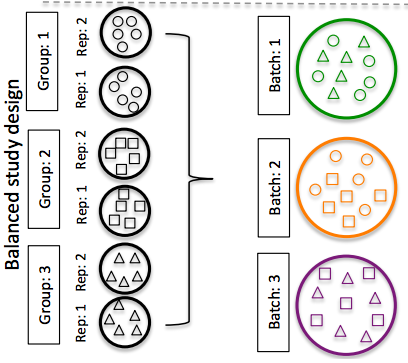 Balanced study design
Group: 1
Rep: 2
Rep: 1
Group: 2
Rep: 2
Rep: 1
Group: 3
Rep: 2
Rep: 1
Batch: 1
Batch: 2
Batch: 3